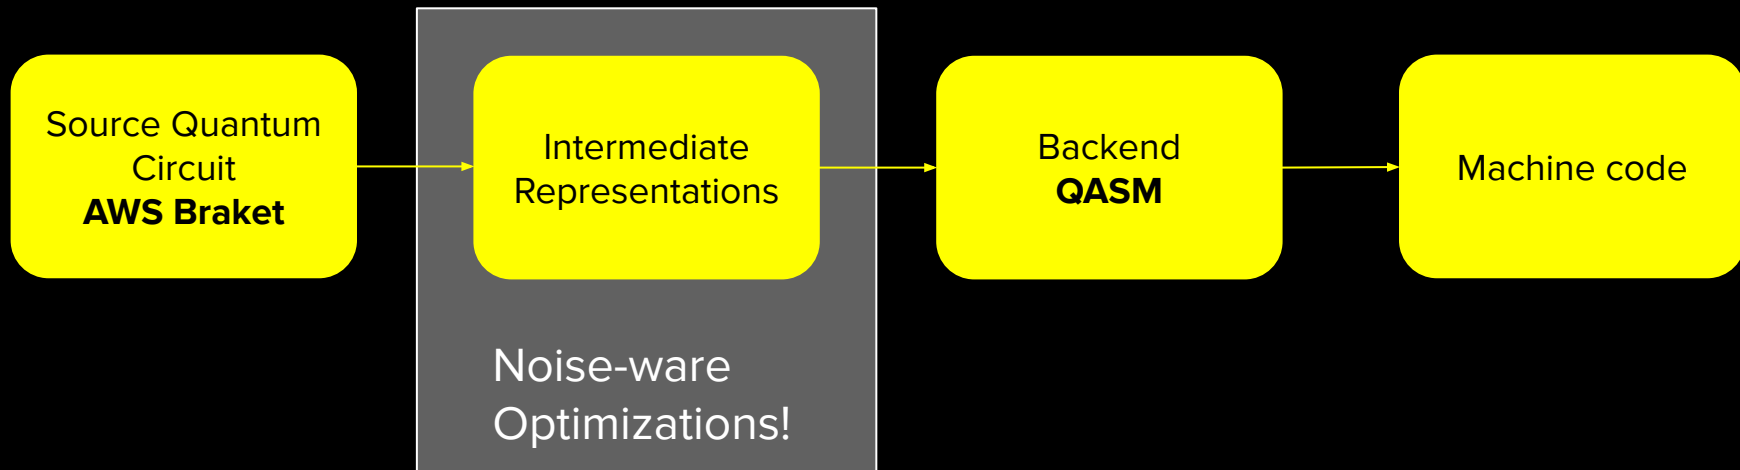 Source Quantum
Circuit
AWS Braket
Intermediate
Representations
Backend
QASM
Machine code
Noise-ware
Optimizations!